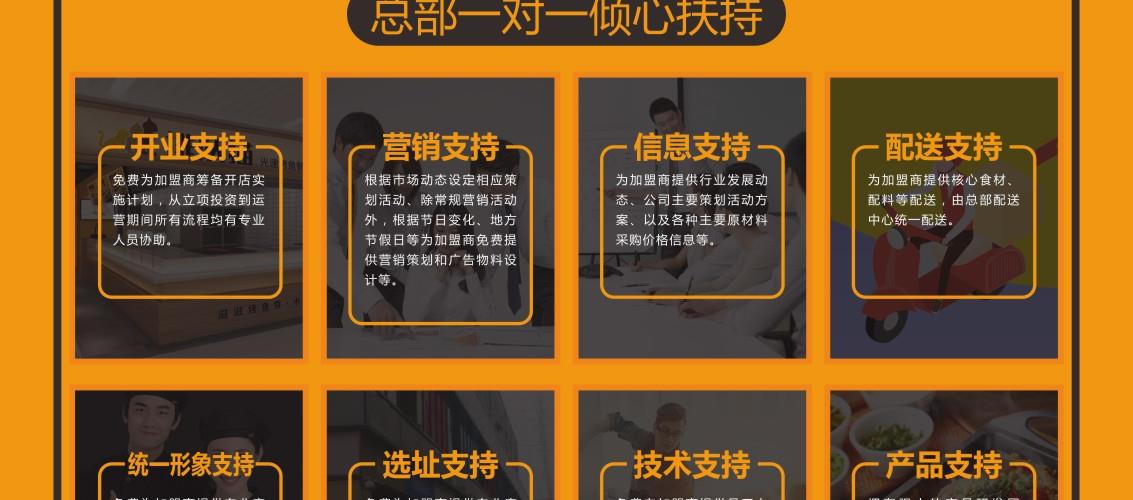 总部一对一倾心扶持
开业支持
免费为加盟商筹备开店实
施计划，从立项投资到运
营期间所有流程均有专业
人员协助。
营销支持
根据市场动态设定相应策
划活动、除常规营销活动
外，根据节日变化、地方
节假日等为加盟商免费提
供营销策划和广告物料设
计等。
信息支持
为加盟商提供行业发展动
态、公司主要策划活动方
案、以及各种主要原材料
采购价格信息等。
配送支持
为加盟商提供核心食材、
配料等配送，由总部配送
中心统一配送。
统一形象支持
选址支持
技术支持
产品支持